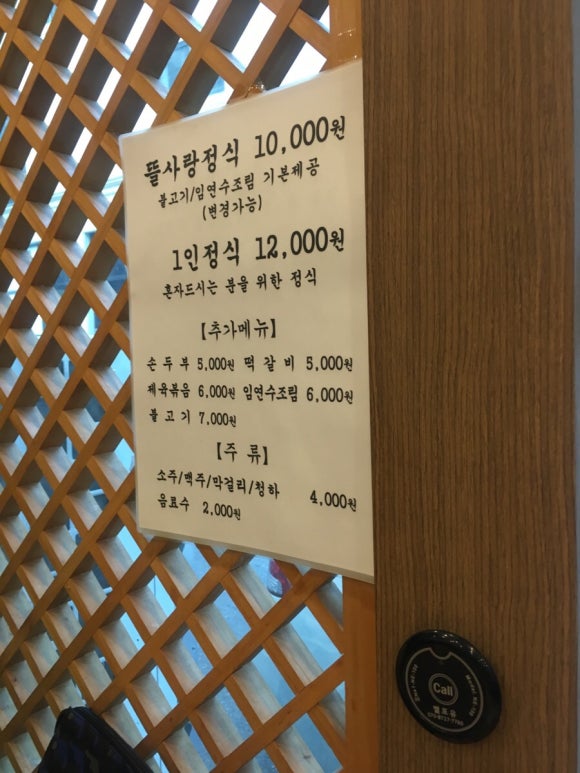 뜰사랑정식 10,000원
불고기/임연수조림 기본제공
(변경가능)
1인정식 12,000원
혼자드시는 분을 위한 정식
【추가메뉴】
손 두 부 5,000원 떡 갈 비 5,000원
제육볶음 6,000원 임연수조림 6,000원
불 고 기 7,000원
【주 류】
소주/맥주/막걸리/청하 4,000원
음료수 2,000원
Call
벨포유